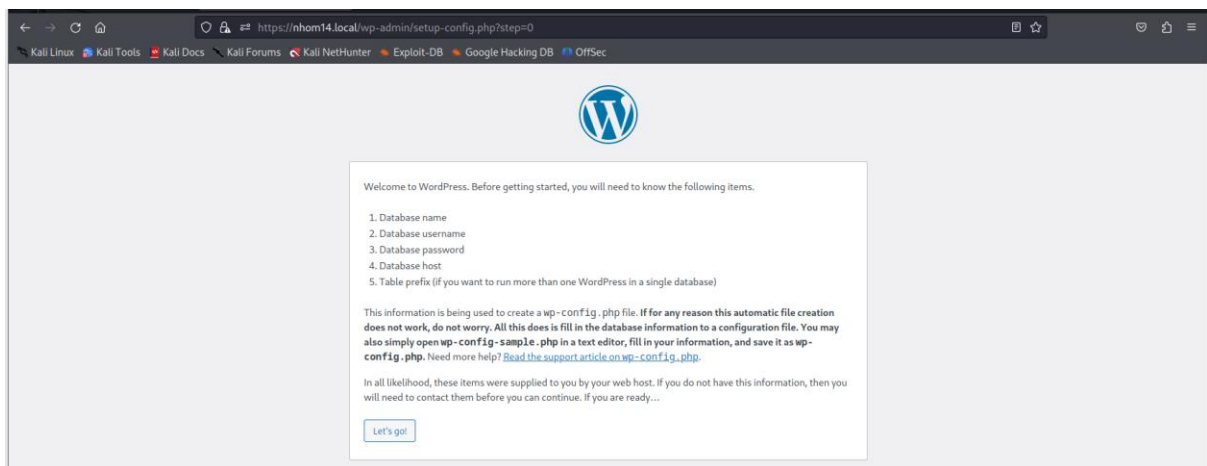 https://nhom14.local/wp-admin/setup-config.php?step=0
Kali Linux Kali Tools Kali Docs Kali Forums Kali NetHunter Exploit-DB Google Hacking DB OffSec
W
Welcome to WordPress. Before getting started, you will need to know the following items.
1. Database name
2. Database username
3. Database password
4. Database host
5. Table prefix (if you want to run more than one WordPress in a single database)
This information is being used to create a wp-config.php file. If for any reason this automatic file creation
does not work, do not worry. All this does is fill in the database information to a configuration file. You may
also simply open wp-config-sample.php in a text editor, fill in your information, and save it as wp-
config.php. Need more help? Read the support article on wp-config.php.
In all likelihood, these items were supplied to you by your web host. If you do not have this information, then you
will need to contact them before you can continue. If you are ready…
Let's go!